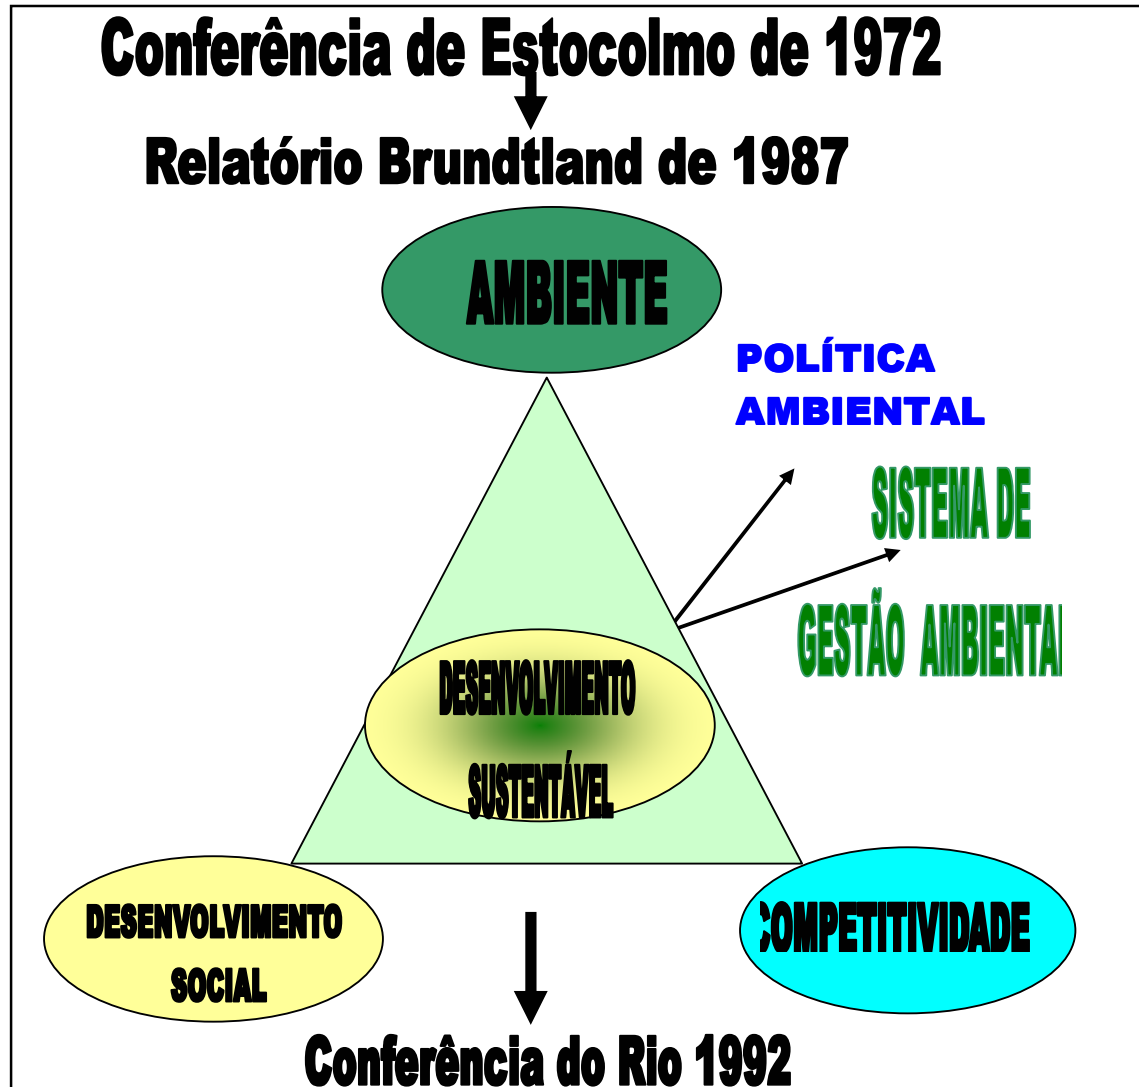 Conferência de Estocolmo de 1972
Relatório Brundtland de 1987
AMBIENTE
POLÍTICA
AMBIENTAL
SISTEMA DE
GESTÃO AMBIENTAL
DESENVOLVIMENTO
SUSTENTÁVEL
DESENVOLVIMENTO
SOCIAL
COMPETITIVIDADE
Conferência do Rio 1992